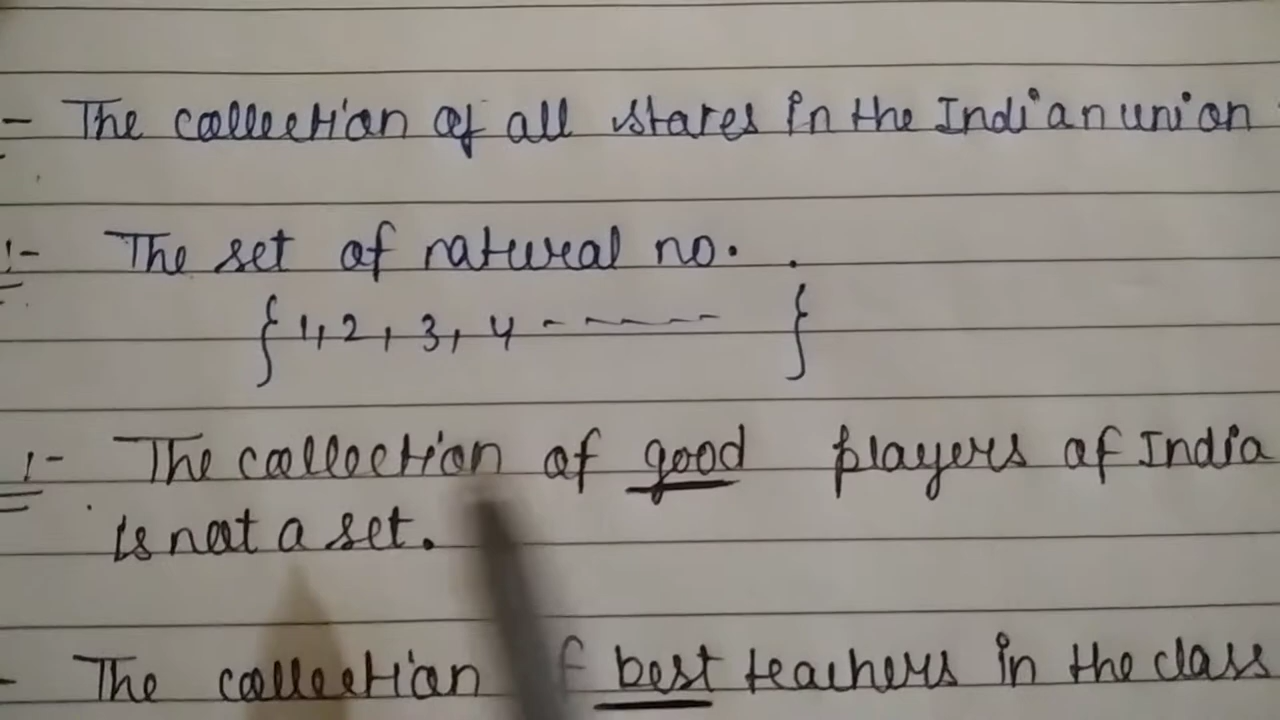 - The collection of all states in the Indian union
:- The set of natural no. .
{ 1, 2, 3, 4 - - - - - - }
:- The collection of good players of India
is not a set.
- The collection f best teachers in the class